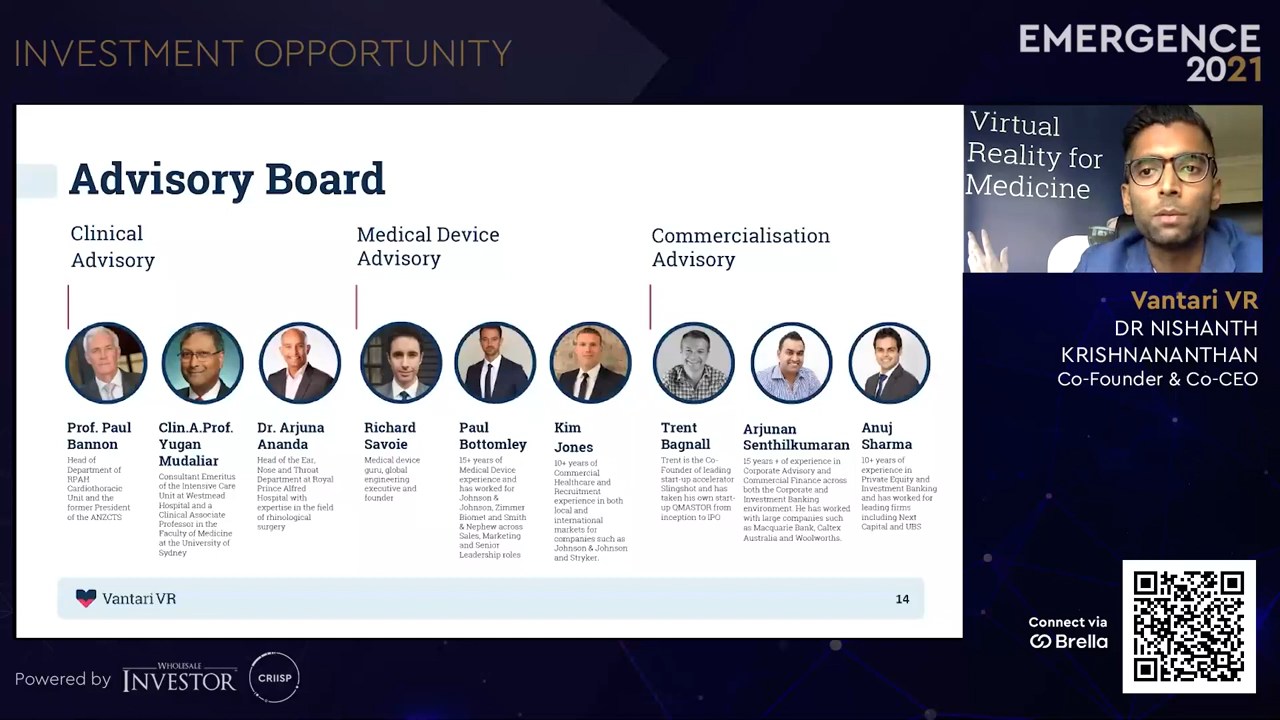 INVESTMENT OPPORTUNITY
EMERGENCE
2021
Advisory Board
Clinical
Advisory
Medical Device
Advisory
Commercialisation
Advisory
Prof. Paul
Bannon
Head of
Department of
RPAH
Cardiothoracic
Unit and the
former President
of the ANZCTS
Clin.A.Prof.
Yugan
Mudaliar
Consultant Emeritus
of the Intensive Care
Unit at Westmead
Hospital and a
Clinical Associate
Professor in the
Faculty of Medicine
at the University of
Sydney
Dr. Arjuna
Ananda
Head of the Ear,
Nose and Throat
Department at Royal
Prince Alfred
Hospital with
expertise in the field
of rhinological
surgery
Richard
Savoie
Medical device
guru, global
engineering
executive and
founder
Paul
Bottomley
15+ years of
Medical Device
experience and
has worked for
Johnson &
Johnson, Zimmer
Biomet and Smith
& Nephew across
Sales, Marketing
and Senior
Leadership roles
Kim
Jones
10+ years of
Commercial
Healthcare and
Recruitment
experience in both
local and
international
markets for
companies such as
Johnson & Johnson
and Stryker.
Trent
Bagnall
Trent is the Co-
Founder of leading
start-up accelerator
Slingshot and has
taken his own start-
up QMASTOR from
inception to IPO
Arjunan
Senthilkumaran
15 years + of experience in
Corporate Advisory and
Commercial Finance across
both the Corporate and
Investment Banking
environment. He has worked
with large companies such
as Macquarie Bank, Caltex
Australia and Woolworths.
Anuj
Sharma
10+ years of
experience in
Private Equity and
Investment Banking
and has worked for
leading firms
including Next
Capital and UBS
Vantari VR
14
Virtual
Reality for
Medicine
Vantari VR
DR NISHANTH
KRISHNANANTHAN
Co-Founder & Co-CEO
Connect via
Brella
Powered by
WHOLESALE
INVESTOR
CRIISP